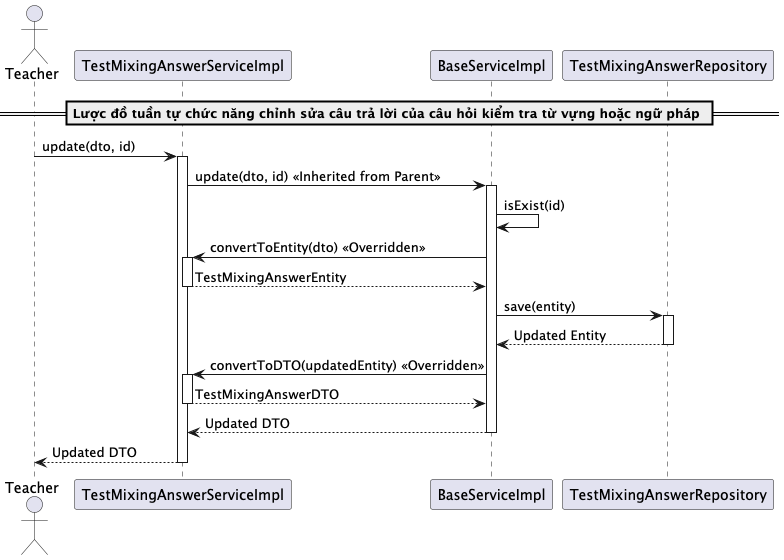 Teacher
TestMixingAnswerServiceImpl
BaseServiceImpl
TestMixingAnswerRepository
Lược đồ tuần tự chức năng chỉnh sửa câu trả lời của câu hỏi kiểm tra từ vựng hoặc ngữ pháp
update(dto, id)
update(dto, id) «Inherited from Parent»
isExist(id)
convertToEntity(dto) «Overridden»
TestMixingAnswerEntity
save(entity)
Updated Entity
convertToDTO(updatedEntity) «Overridden»
TestMixingAnswerDTO
Updated DTO
Updated DTO
Teacher
TestMixingAnswerServiceImpl
BaseServiceImpl
TestMixingAnswerRepository